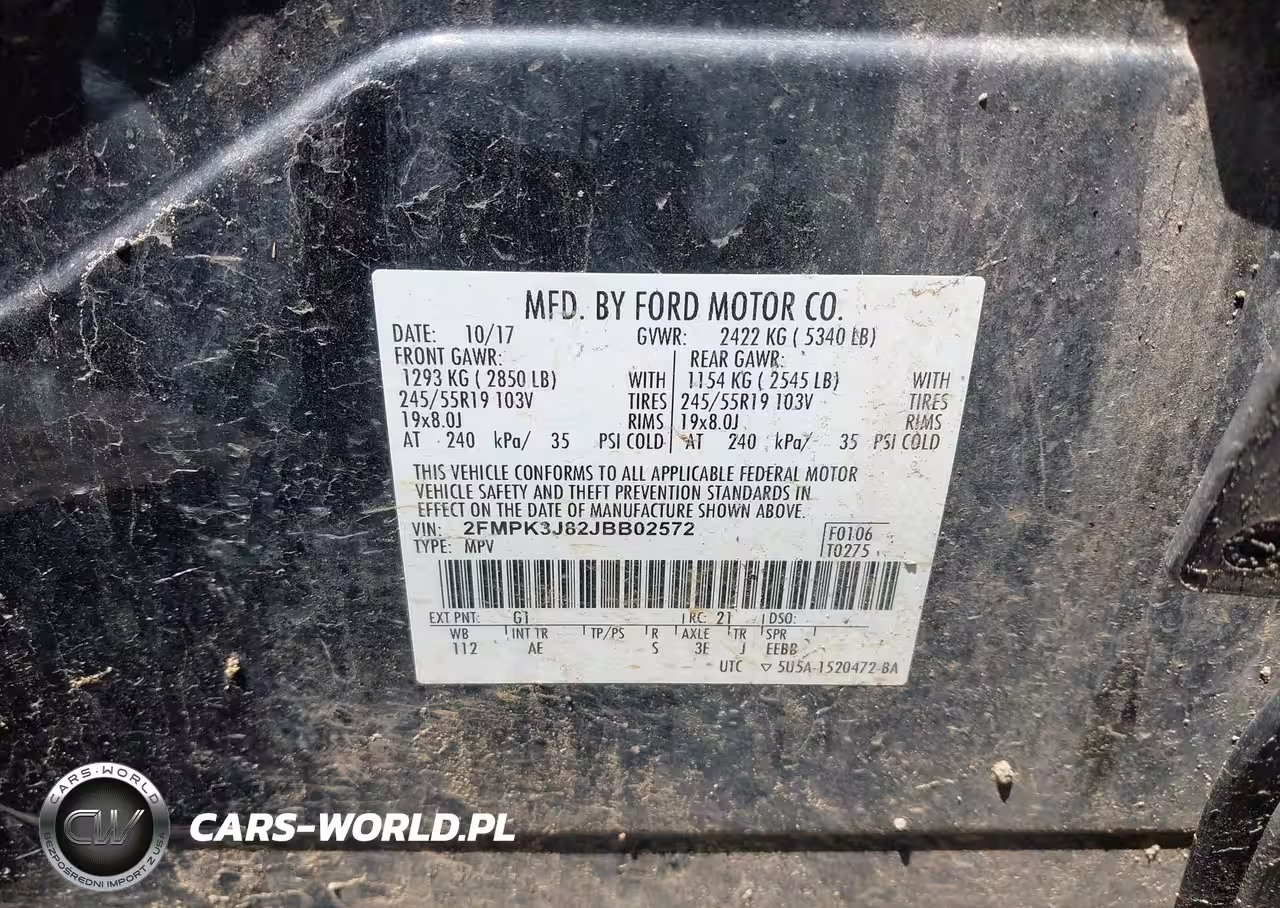 MFD. BY FORD MOTOR CO.
DATE: 10/17 GVWR: 2422 KG ( 5340 LB)
FRONT GAWR: REAR GAWR:
1293 KG ( 2850 LB) WITH 1154 KG ( 2545 LB) WITH
245/55R19 103V TIRES 245/55R19 103V TIRES
19x8.0J RIMS 19x8.0J RIMS
AT 240 kPa/ 35 PSI COLD AT 240 kPa/ 35 PSI COLD
THIS VEHICLE CONFORMS TO ALL APPLICABLE FEDERAL MOTOR
VEHICLE SAFETY AND THEFT PREVENTION STANDARDS IN
EFFECT ON THE DATE OF MANUFACTURE SHOWN ABOVE.
VIN: 2FMPK3J82JBB02572
TYPE: MPV
F0106
T0275
EXT PNT: G1 RC: 21 DSO:
WB INT TR TP/PS R AXLE TR SPR
112 AE S 3E J EEBB
UTC ▽ 5U5A-1520472-BA
CARS-WORLD
CW
BEZPOŚREDNI IMPORT Z USA
CARS-WORLD.PL